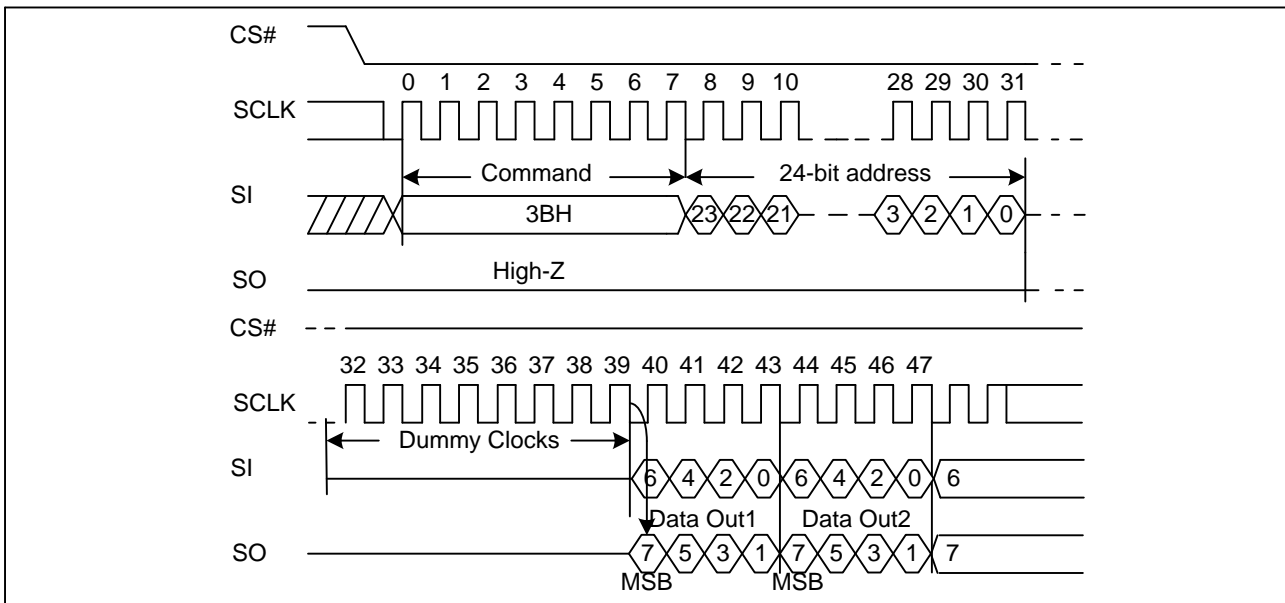 CS#
0 1 2 3 4 5 6 7 8 9 10 28 29 30 31
SCLK
Command 24-bit address
SI
3BH 23 22 21 3 2 1 0
High-Z
SO
CS#
32 33 34 35 36 37 38 39 40 41 42 43 44 45 46 47
SCLK
Dummy Clocks
SI 6 4 2 0 6 4 2 0 6
Data Out1 Data Out2
SO 7 5 3 1 7 5 3 1 7
MSB MSB